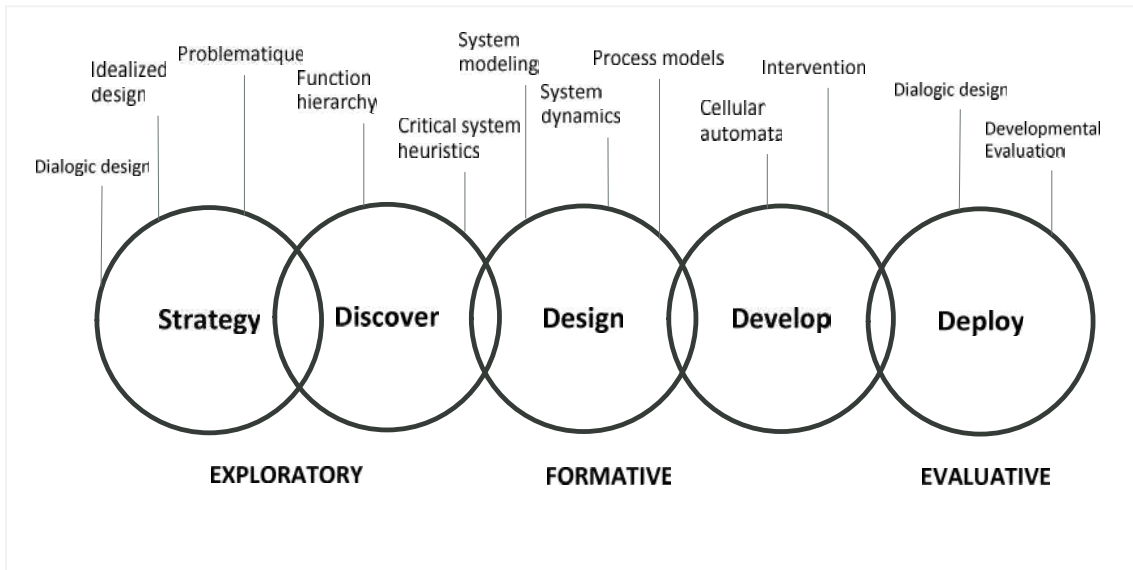 Dialogic design
Idealized
design
Problematique
Function
hierarchy
Critical system
heuristics
System
modeling
System
dynamics
Process models
Cellular
automata
Intervention
Dialogic design
Developmental
Evaluation
Strategy
Discover
Design
Develop
Deploy
EXPLORATORY
FORMATIVE
EVALUATIVE